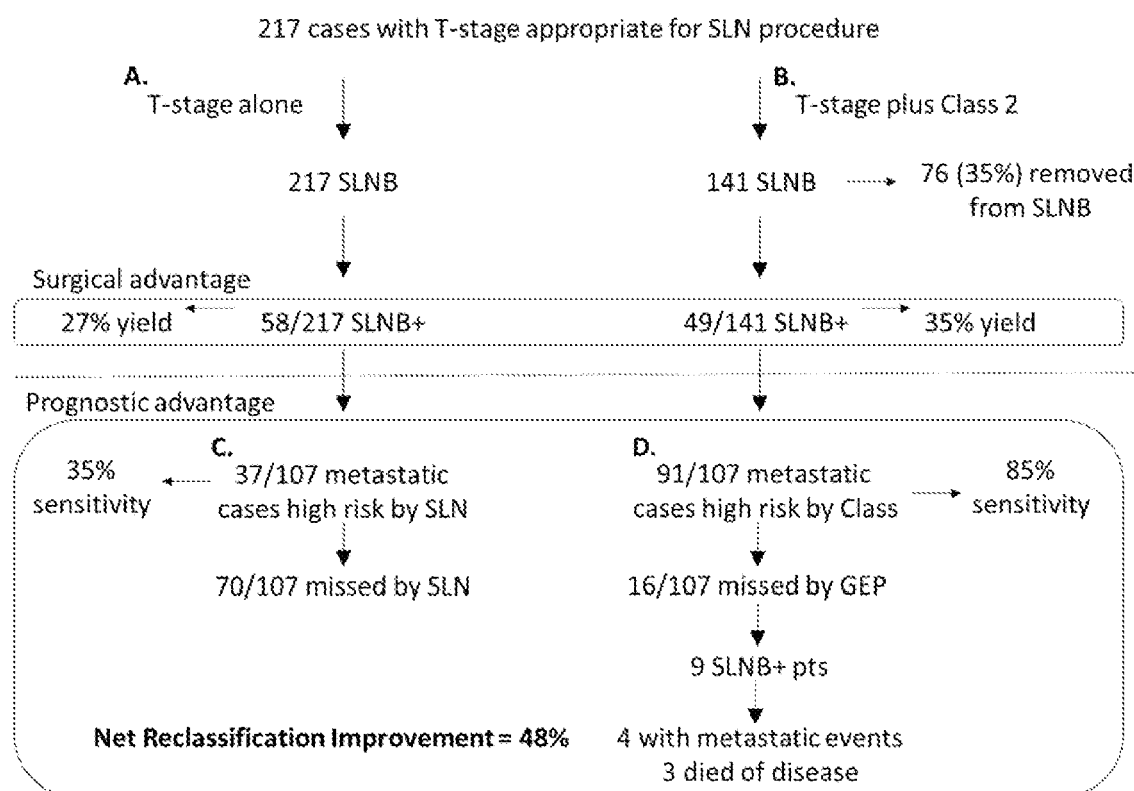 217 cases with T-stage appropriate for SLN procedure
A.
T-stage alone
B.
T-stage plus Class 2
217 SLNB
141 SLNB
76 (35%) removed
from SLNB
Surgical advantage
27% yield
58/217 SLNB+
49/141 SLNB+
35% yield
Prognostic advantage
35%
sensitivity
C.
37/107 metastatic
cases high risk by SLN
D.
91/107 metastatic
cases high risk by Class
85%
sensitivity
70/107 missed by SLN
16/107 missed by GEP
9 SLNB+ pts
Net Reclassification Improvement = 48%
4 with metastatic events
3 died of disease